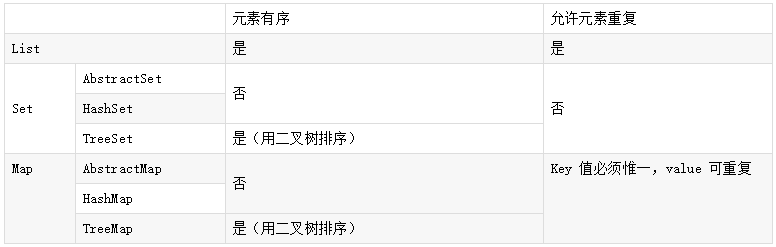 元素有序 允许元素重复
List 是 是
AbstractSet
否
Set HashSet 否
TreeSet 是（用二叉树排序）
Map AbstractMap Key 值必须惟一，value 可重复
否
HashMap
TreeMap 是（用二叉树排序）